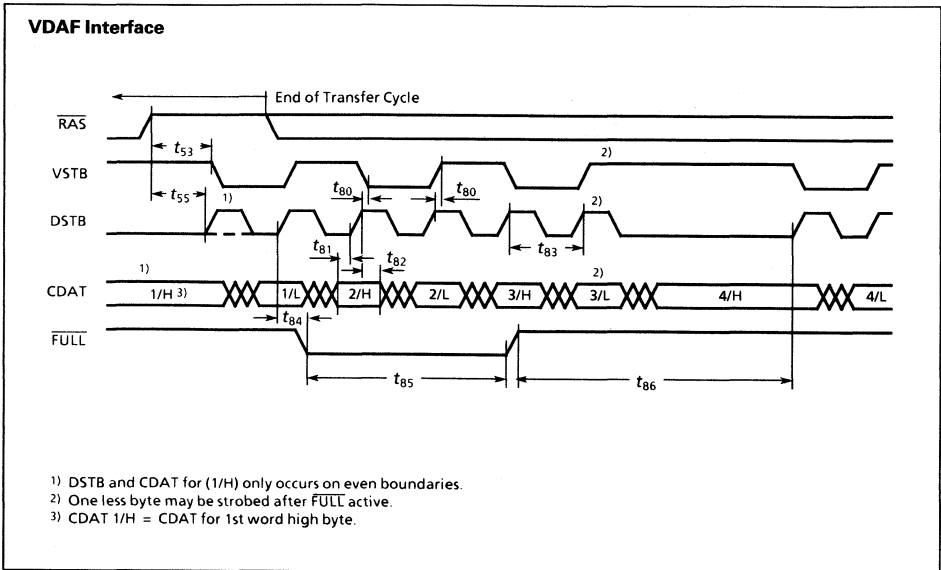 VDAF Interface
End of Transfer Cycle
RAS
t53
VSTB
2)
t80
t80
t55
1)
2)
DSTB
t83
t81
t82
1)
2)
CDAT
1/H 3)
1/L
2/H
2/L
3/H
3/L
4/H
4/L
t84
FULL
t85
t86
1) DSTB and CDAT for (1/H) only occurs on even boundaries.
2) One less byte may be strobed after FULL active.
3) CDAT 1/H = CDAT for 1st word high byte.